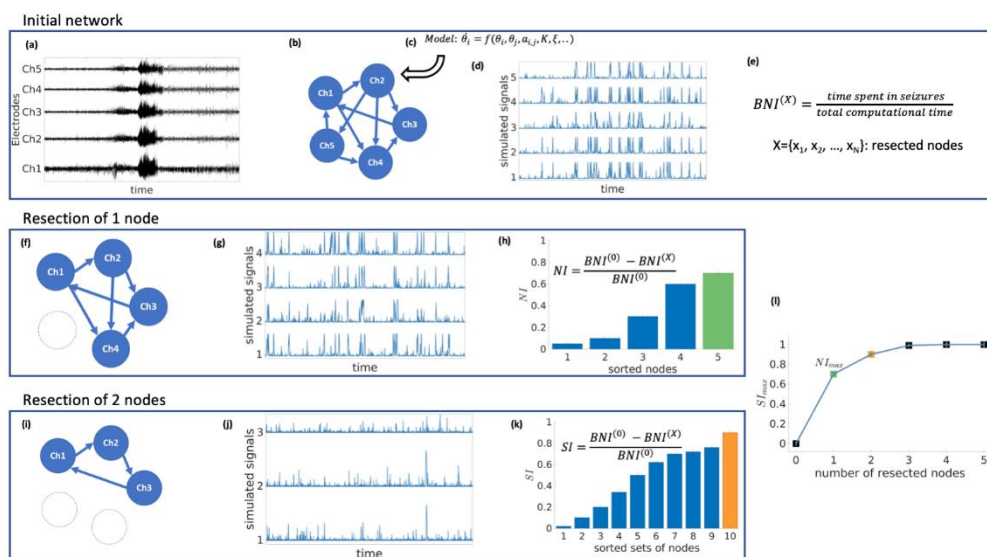 Initial network
(a)
Ch5
Ch4
Ch3
Ch2
Ch1
Electrodes
time
(b)
Ch1
Ch2
Ch3
Ch4
Ch5
(c) Model: θ̇ᵢ = f(θᵢ, θⱼ, aᵢ,ⱼ, K, ξ, ..)
(d)
simulated signals
5
4
3
2
1
time
(e)
BNI⁽ˣ⁾ = time spent in seizures / total computational time
X={x₁, x₂, ..., x_N}: resected nodes
Resection of 1 node
(f)
Ch1
Ch2
Ch3
Ch4
(g)
simulated signals
4
3
2
1
time
(h)
NI = BNI⁽⁰⁾ − BNI⁽ˣ⁾ / BNI⁽⁰⁾
NI
1
0.8
0.6
0.4
0.2
0
1 2 3 4 5
sorted nodes
Resection of 2 nodes
(i)
Ch1
Ch2
Ch3
(j)
simulated signals
3
2
1
time
(k)
SI = BNI⁽⁰⁾ − BNI⁽ˣ⁾ / BNI⁽⁰⁾
SI
1
0.8
0.6
0.4
0.2
0
1 2 3 4 5 6 7 8 9 10
sorted sets of nodes
(l)
NI_max
SI_max
1
0.8
0.6
0.4
0.2
0
0 1 2 3 4 5
number of resected nodes